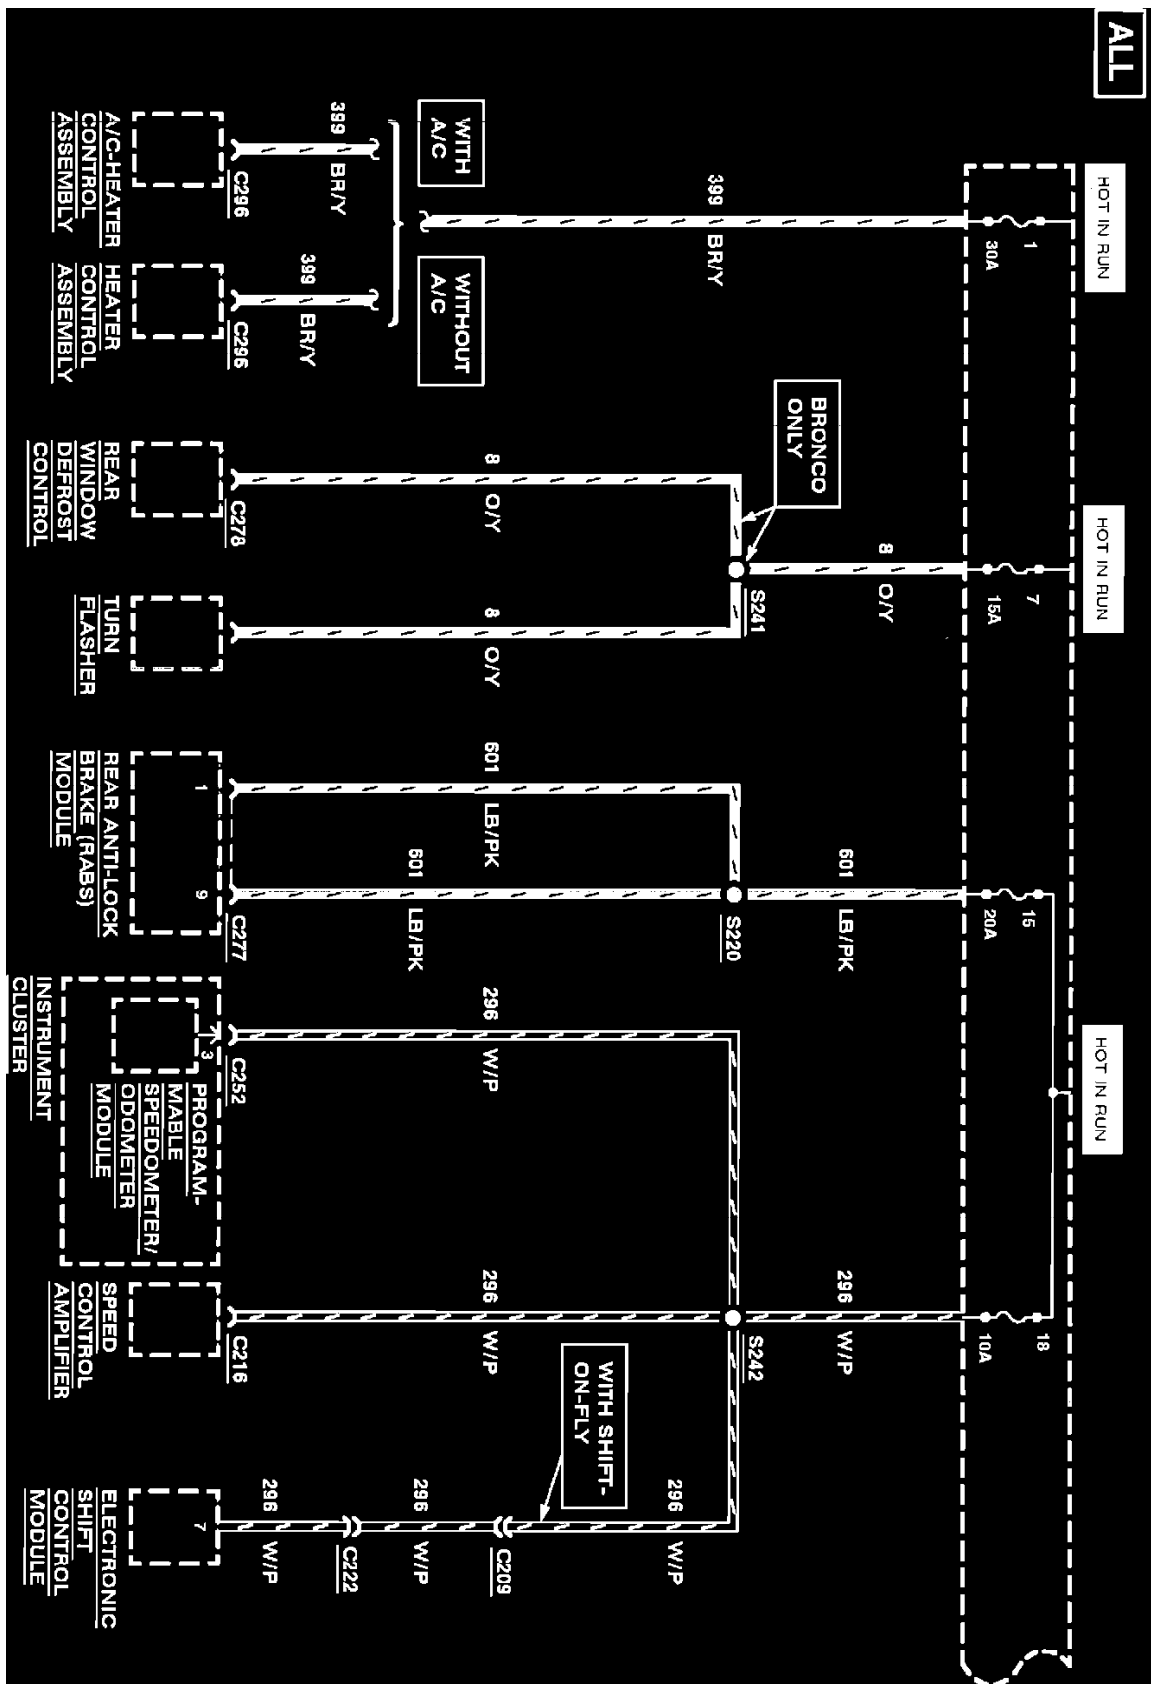 ALL
HOT IN RUN
HOT IN RUN
HOT IN RUN
1
30A
7
15A
15
20A
18
10A
399
BR/Y
8
O/Y
601
LB/PK
296
W/P
BRONCO
ONLY
S241
S220
S242
WITH
A/C
WITHOUT
A/C
WITH SHIFT-
ON-FLY
296
W/P
8
O/Y
8
O/Y
601
LB/PK
601
LB/PK
296
W/P
296
W/P
C209
296
W/P
399
BR/Y
399
BR/Y
C222
296
W/P
C296
C296
C278
C277
C252
C216
1
9
3
7
A/C-HEATER
CONTROL
ASSEMBLY
HEATER
CONTROL
ASSEMBLY
REAR
WINDOW
DEFROST
CONTROL
TURN
FLASHER
REAR ANTI-LOCK
BRAKE (RABS)
MODULE
PROGRAM-
MABLE
SPEEDOMETER/
ODOMETER
MODULE
INSTRUMENT
CLUSTER
SPEED
CONTROL
AMPLIFIER
ELECTRONIC
SHIFT
CONTROL
MODULE